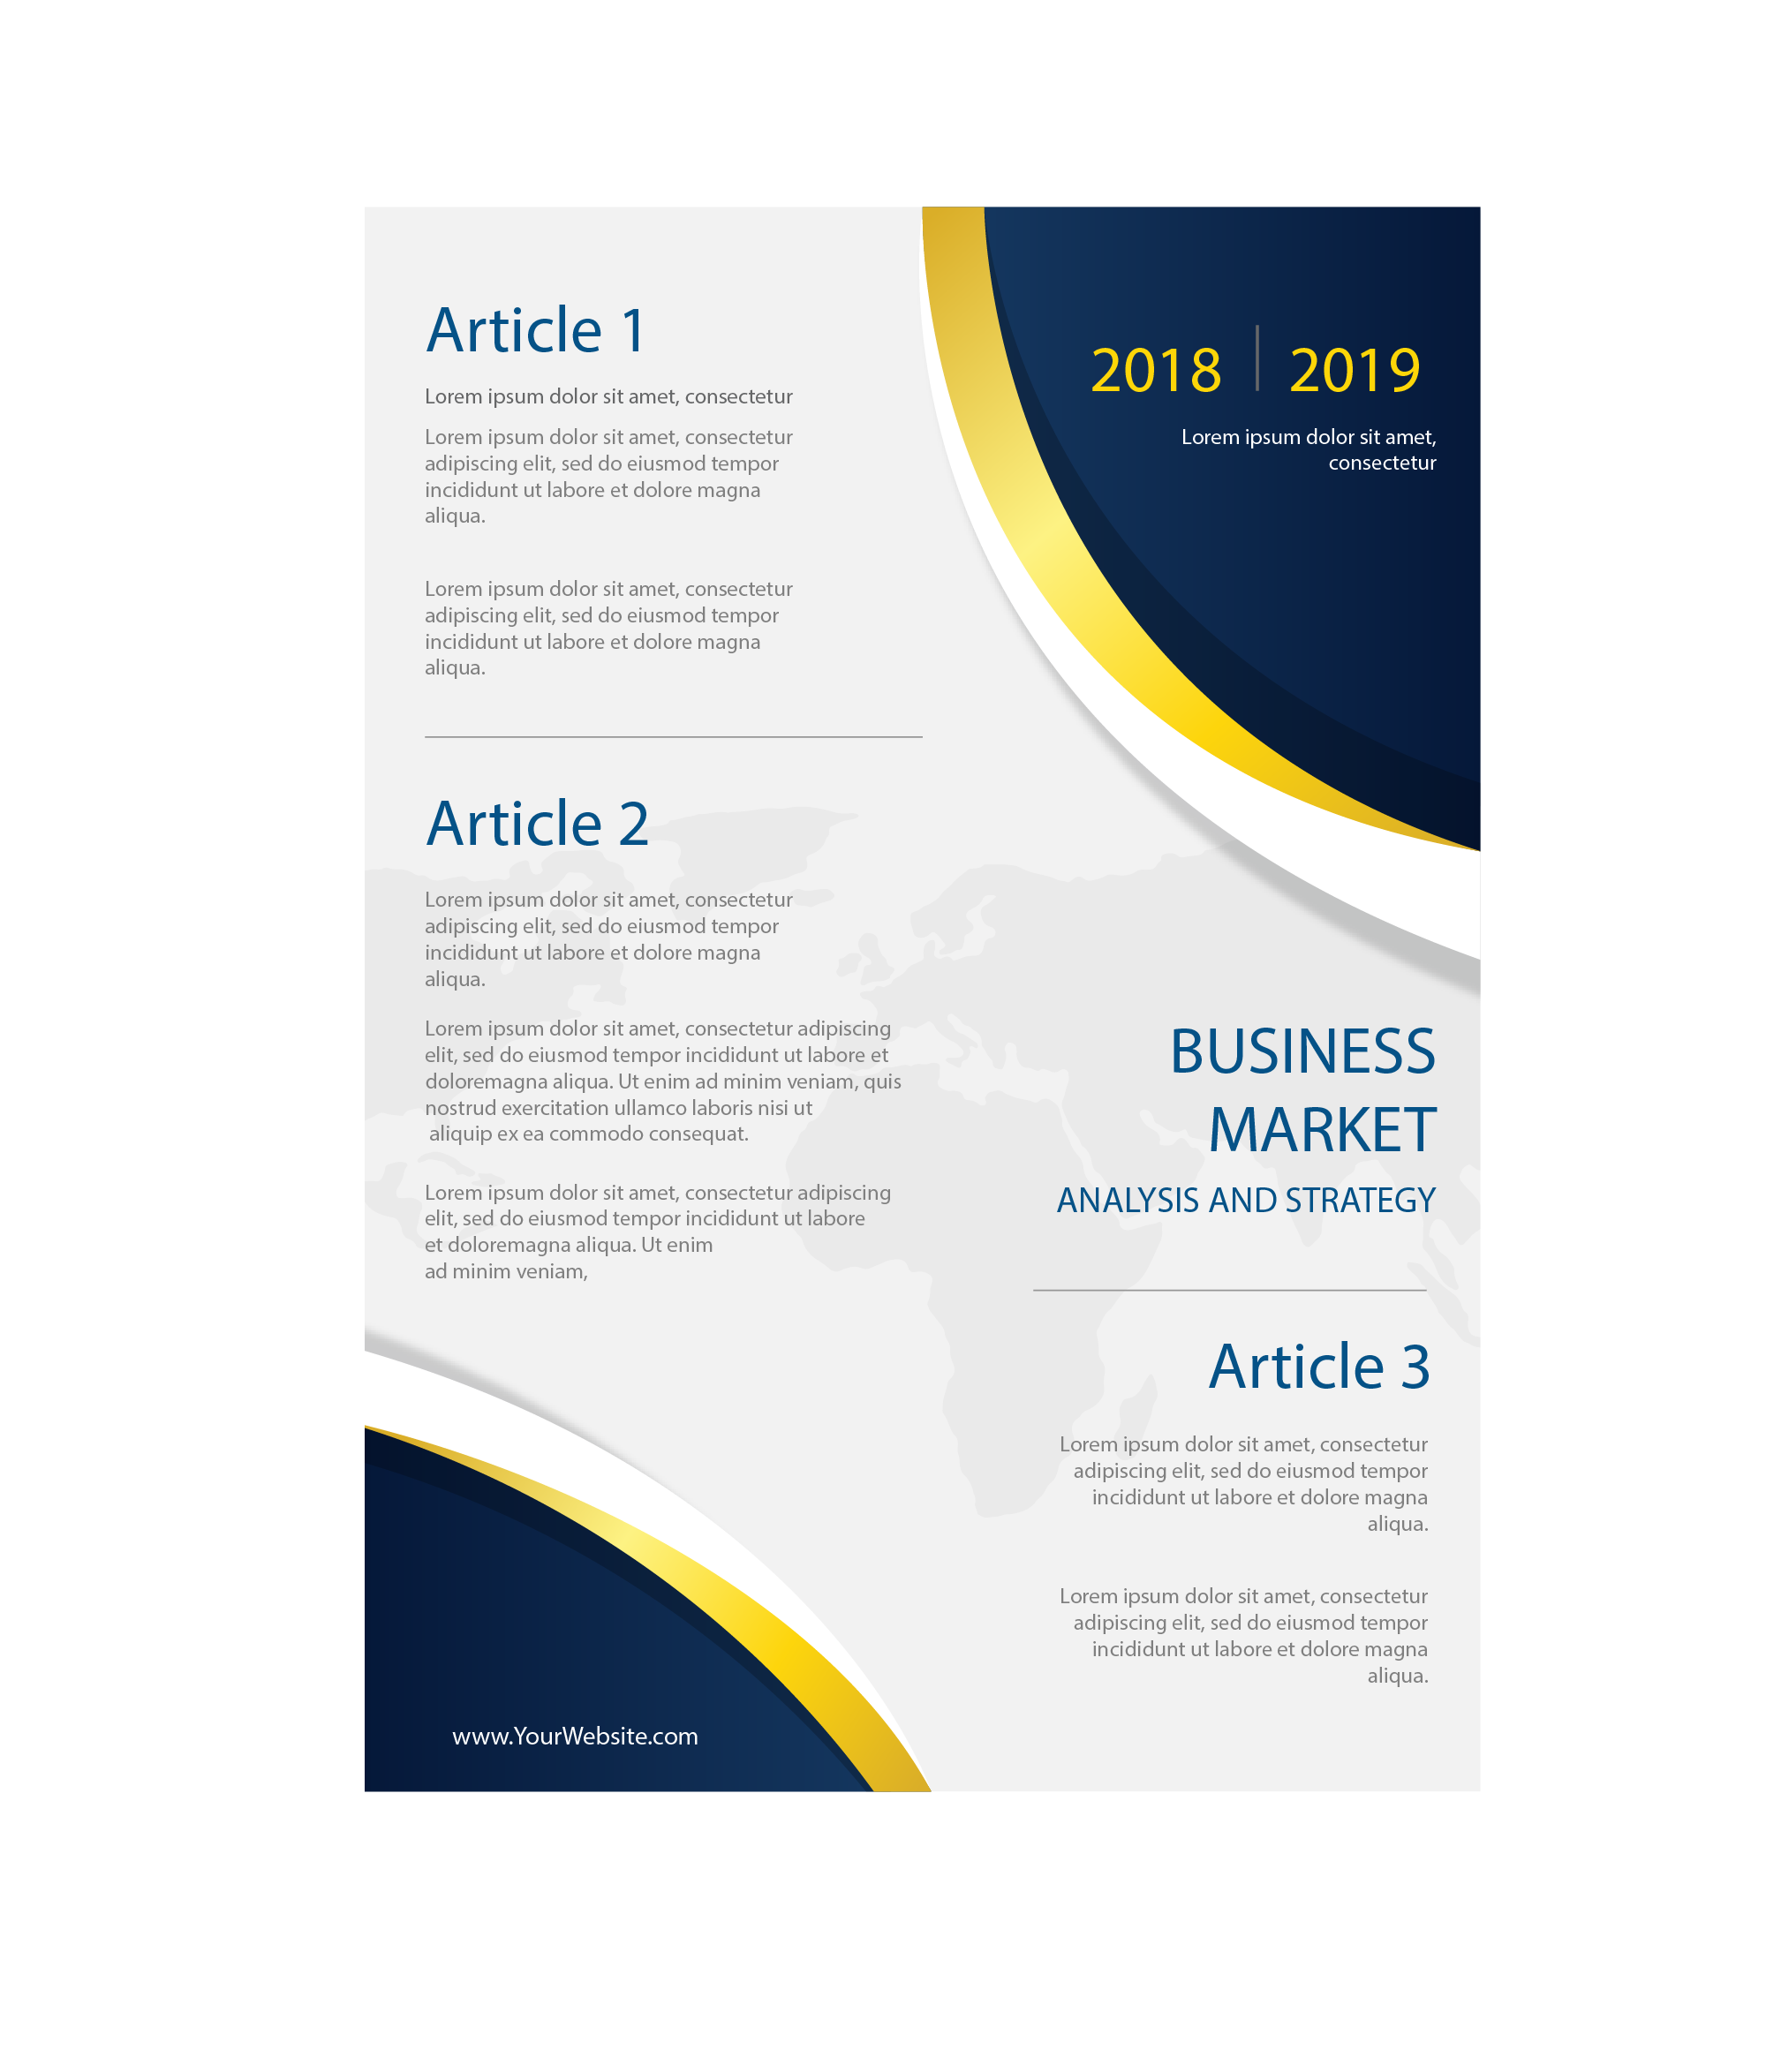 Article 1
Lorem ipsum dolor sit amet, consectetur
Lorem ipsum dolor sit amet, consectetur
adipiscing elit, sed do eiusmod tempor
incididunt ut labore et dolore magna
aliqua.
Lorem ipsum dolor sit amet, consectetur
adipiscing elit, sed do eiusmod tempor
incididunt ut labore et dolore magna
aliqua.
Article 2
Lorem ipsum dolor sit amet, consectetur
adipiscing elit, sed do eiusmod tempor
incididunt ut labore et dolore magna
aliqua.
Lorem ipsum dolor sit amet, consectetur adipiscing
elit, sed do eiusmod tempor incididunt ut labore et
doloremagna aliqua. Ut enim ad minim veniam, quis
nostrud exercitation ullamco laboris nisi ut
aliquip ex ea commodo consequat.
Lorem ipsum dolor sit amet, consectetur adipiscing
elit, sed do eiusmod tempor incididunt ut labore
et doloremagna aliqua. Ut enim
ad minim veniam,
www.YourWebsite.com
2018 | 2019
Lorem ipsum dolor sit amet,
consectetur
BUSINESS
MARKET
ANALYSIS AND STRATEGY
Article 3
Lorem ipsum dolor sit amet, consectetur
adipiscing elit, sed do eiusmod tempor
incididunt ut labore et dolore magna
aliqua.
Lorem ipsum dolor sit amet, consectetur
adipiscing elit, sed do eiusmod tempor
incididunt ut labore et dolore magna
aliqua.